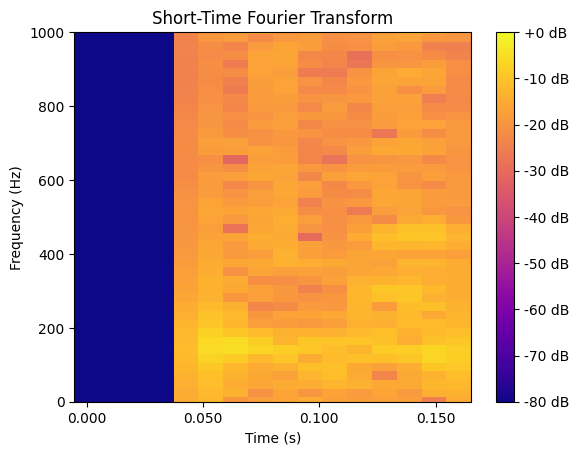 Short-Time Fourier Transform
Frequency (Hz)
1000
800
600
400
200
0
0.000
0.050
0.100
0.150
Time (s)
+0 dB
-10 dB
-20 dB
-30 dB
-40 dB
-50 dB
-60 dB
-70 dB
-80 dB